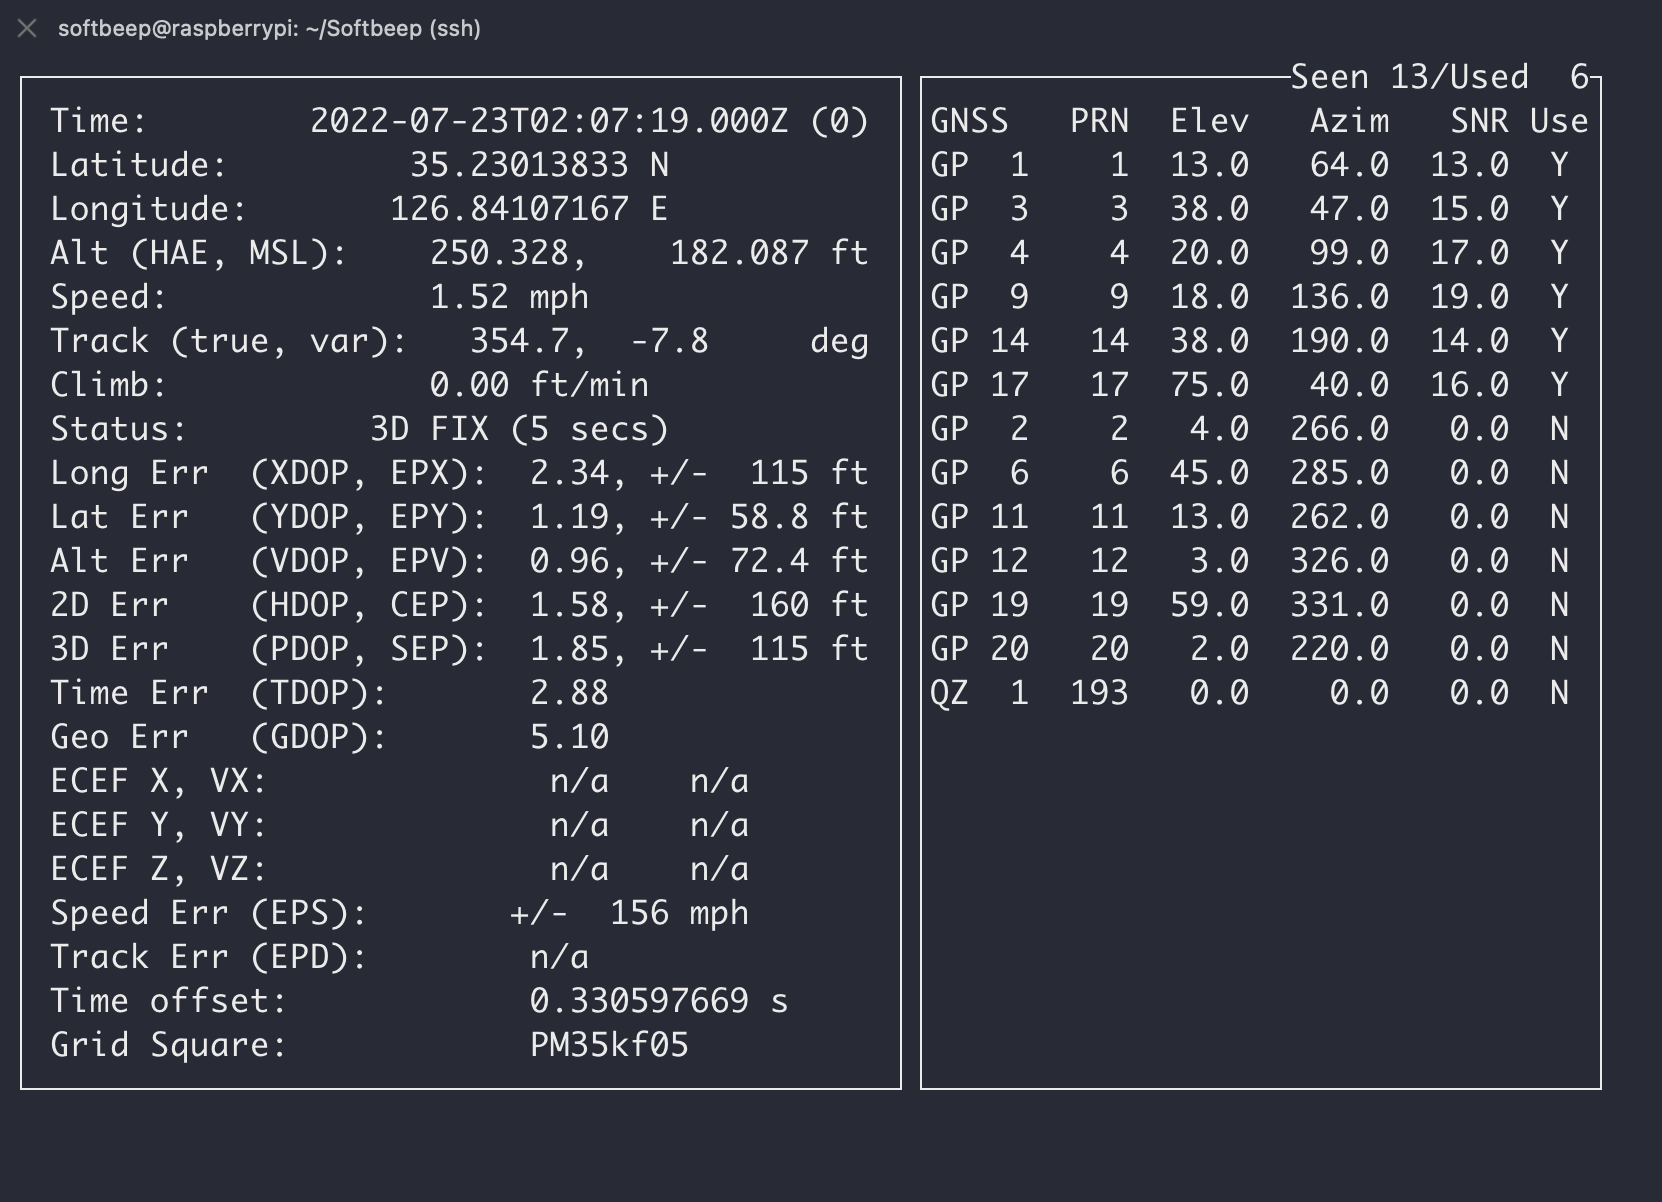 softbeep@raspberrypi: ~/Softbeep (ssh)
Time: 2022-07-23T02:07:19.000Z (0)
Latitude: 35.23013833 N
Longitude: 126.84107167 E
Alt (HAE, MSL): 250.328, 182.087 ft
Speed: 1.52 mph
Track (true, var): 354.7, -7.8 deg
Climb: 0.00 ft/min
Status: 3D FIX (5 secs)
Long Err (XDOP, EPX): 2.34, +/- 115 ft
Lat Err (YDOP, EPY): 1.19, +/- 58.8 ft
Alt Err (VDOP, EPV): 0.96, +/- 72.4 ft
2D Err (HDOP, CEP): 1.58, +/- 160 ft
3D Err (PDOP, SEP): 1.85, +/- 115 ft
Time Err (TDOP): 2.88
Geo Err (GDOP): 5.10
ECEF X, VX: n/a n/a
ECEF Y, VY: n/a n/a
ECEF Z, VZ: n/a n/a
Speed Err (EPS): +/- 156 mph
Track Err (EPD): n/a
Time offset: 0.330597669 s
Grid Square: PM35kf05
Seen 13/Used 6
GNSS PRN Elev Azim SNR Use
GP 1 1 13.0 64.0 13.0 Y
GP 3 3 38.0 47.0 15.0 Y
GP 4 4 20.0 99.0 17.0 Y
GP 9 9 18.0 136.0 19.0 Y
GP 14 14 38.0 190.0 14.0 Y
GP 17 17 75.0 40.0 16.0 Y
GP 2 2 4.0 266.0 0.0 N
GP 6 6 45.0 285.0 0.0 N
GP 11 11 13.0 262.0 0.0 N
GP 12 12 3.0 326.0 0.0 N
GP 19 19 59.0 331.0 0.0 N
GP 20 20 2.0 220.0 0.0 N
QZ 1 193 0.0 0.0 0.0 N